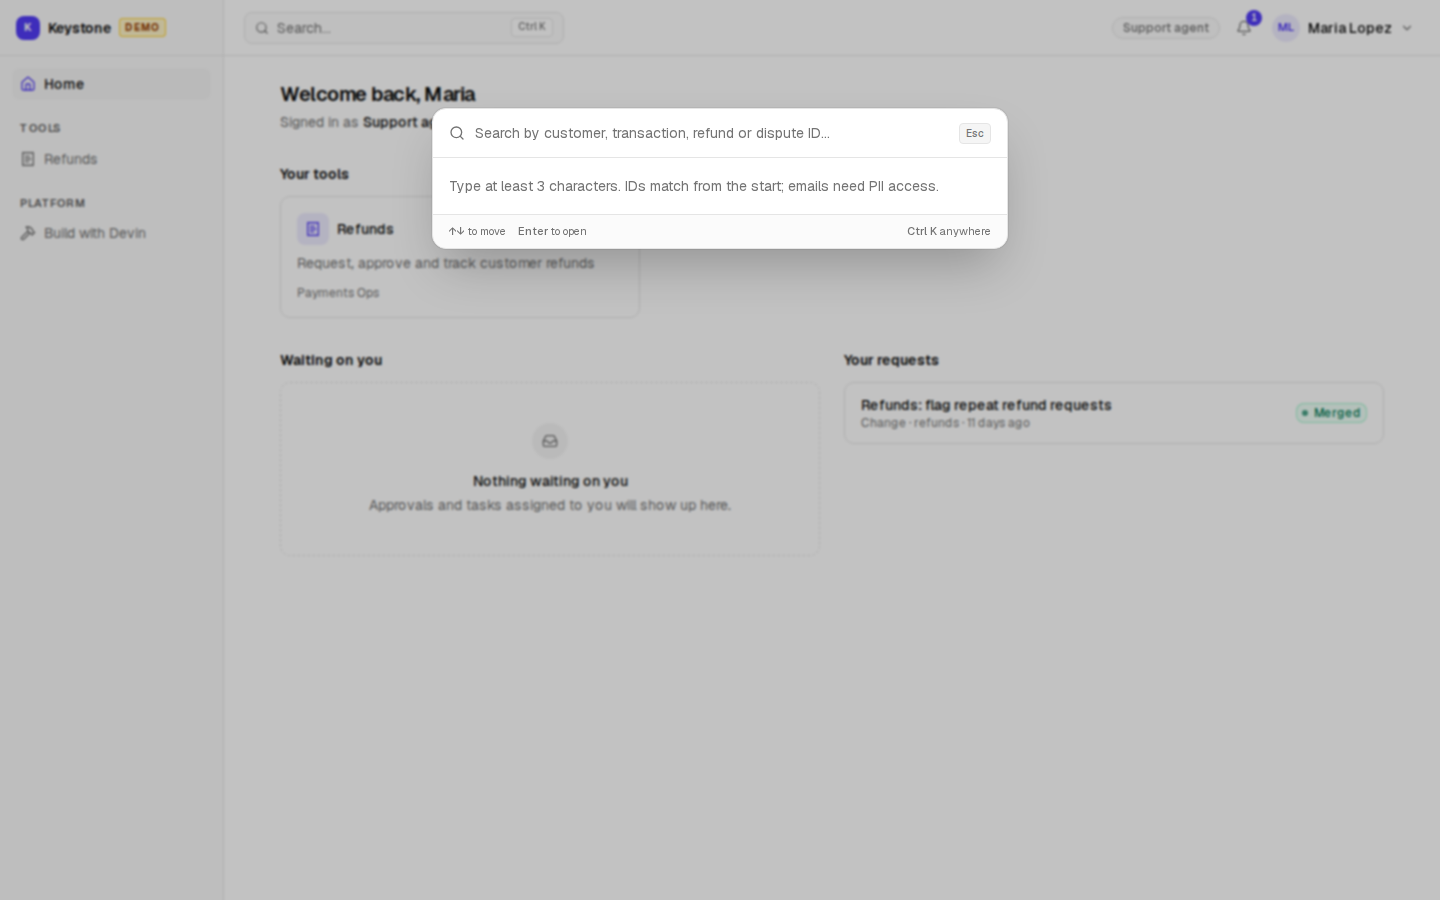 K Keystone DEMO
Search... Ctrl K
Support agent
1
ML Maria Lopez
Home
TOOLS
Refunds
PLATFORM
Build with Devin
Welcome back, Maria
Signed in as Support ag
Search by customer, transaction, refund or dispute ID... Esc
Type at least 3 characters. IDs match from the start; emails need PII access.
↑↓ to move Enter to open Ctrl K anywhere
Your tools
Refunds
Request, approve and track customer refunds
Payments Ops
Waiting on you
Nothing waiting on you
Approvals and tasks assigned to you will show up here.
Your requests
Refunds: flag repeat refund requests
Change · refunds · 11 days ago
Merged